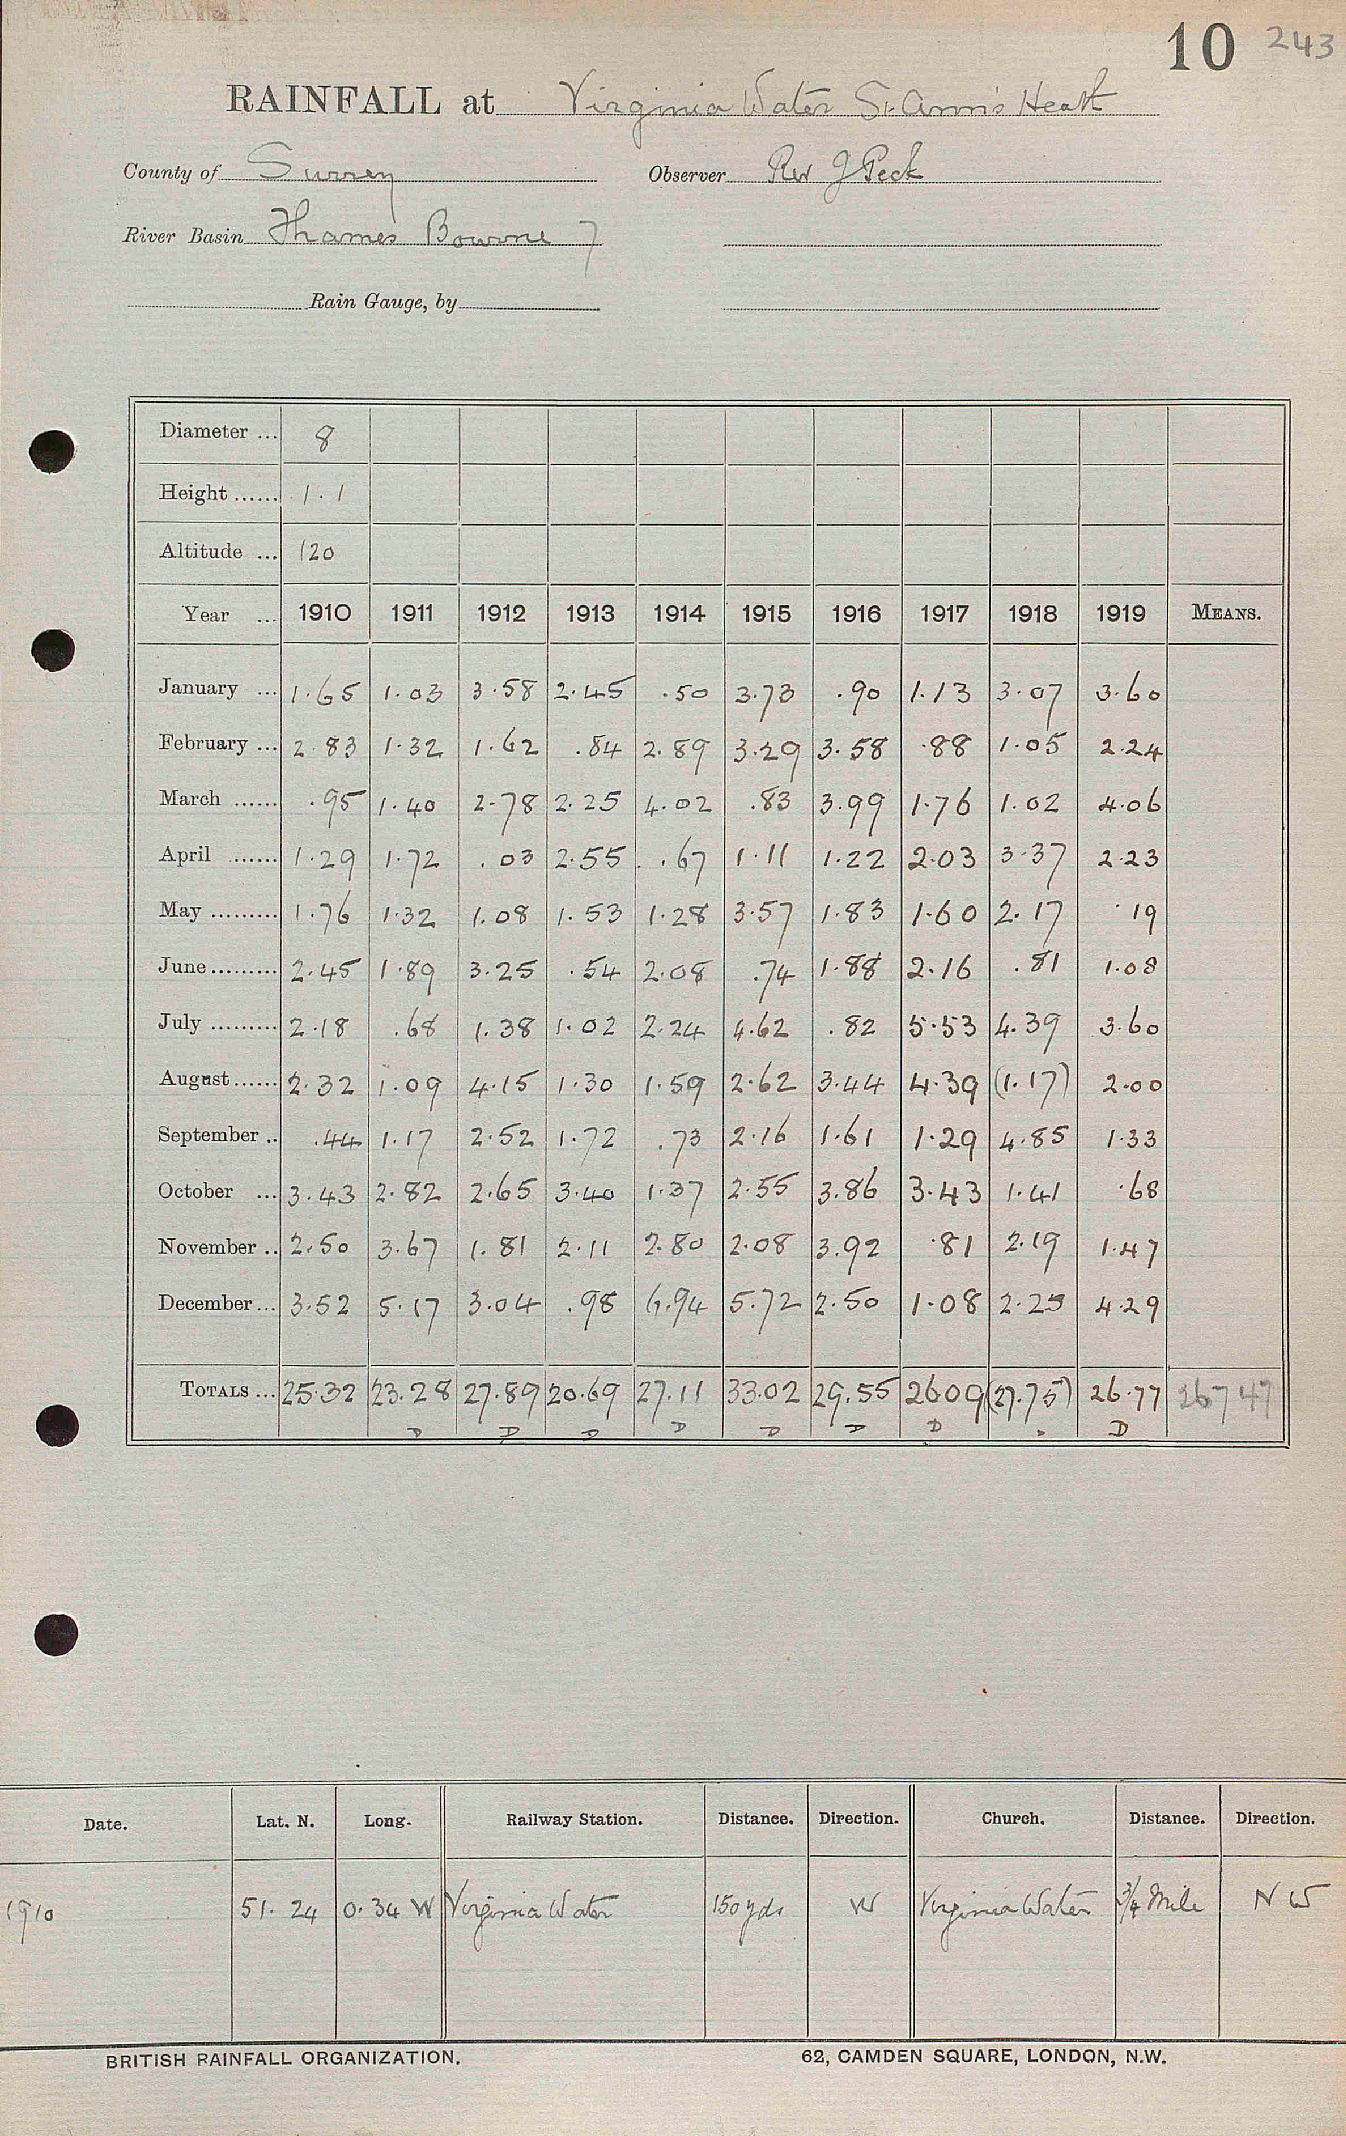 10 243
RAINFALL at Virginia Water St. Ann's Heath
County of Surrey Observer Rev J Peck
River Basin Thames Bourne 7
Rain Gauge, by
Diameter ... 8
Height ...... 1.1
Altitude ... 120
Year ... 1910 1911 1912 1913 1914 1915 1916 1917 1918 1919 MEANS.
January ... 1.65 1.03 3.58 2.45 .50 3.73 .90 1.13 3.07 3.60
February ... 2.83 1.32 1.62 .84 2.89 3.29 3.58 .88 1.05 2.24
March ...... .95 1.40 2.78 2.25 4.02 .83 3.99 1.76 1.02 4.06
April ...... 1.29 1.72 .03 2.55 .67 1.11 1.22 2.03 3.37 2.23
May ......... 1.76 1.32 1.08 1.53 1.28 3.57 1.83 1.60 2.17 .19
June ......... 2.45 1.89 3.25 .54 2.08 .74 1.88 2.16 .81 1.08
July ......... 2.18 .68 1.38 1.02 2.24 4.62 .82 5.53 4.39 3.60
August ...... 2.32 1.09 4.15 1.30 1.59 2.62 3.44 4.39 (1.17) 2.00
September .. .44 1.17 2.52 1.72 .73 2.16 1.61 1.29 4.85 1.33
October ... 3.43 2.82 2.65 3.40 1.37 2.55 3.86 3.43 1.41 .68
November .. 2.50 3.67 1.81 2.11 2.80 2.08 3.92 .81 2.19 1.47
December ... 3.52 5.17 3.04 .98 6.94 5.72 2.50 1.08 2.25 4.29
TOTALS ... 25.32 23.28 27.89 20.69 27.11 33.02 29.55 26.09 (27.75) 26.77 267 47
D D D D D D D D
Date. Lat. N. Long. Railway Station. Distance. Direction. Church. Distance. Direction.
1910 51. 24 0. 34 W Virginia Water 150 yds W Virginia Water 3/4 Mile N W
BRITISH RAINFALL ORGANIZATION. 62, CAMDEN SQUARE, LONDON, N.W.